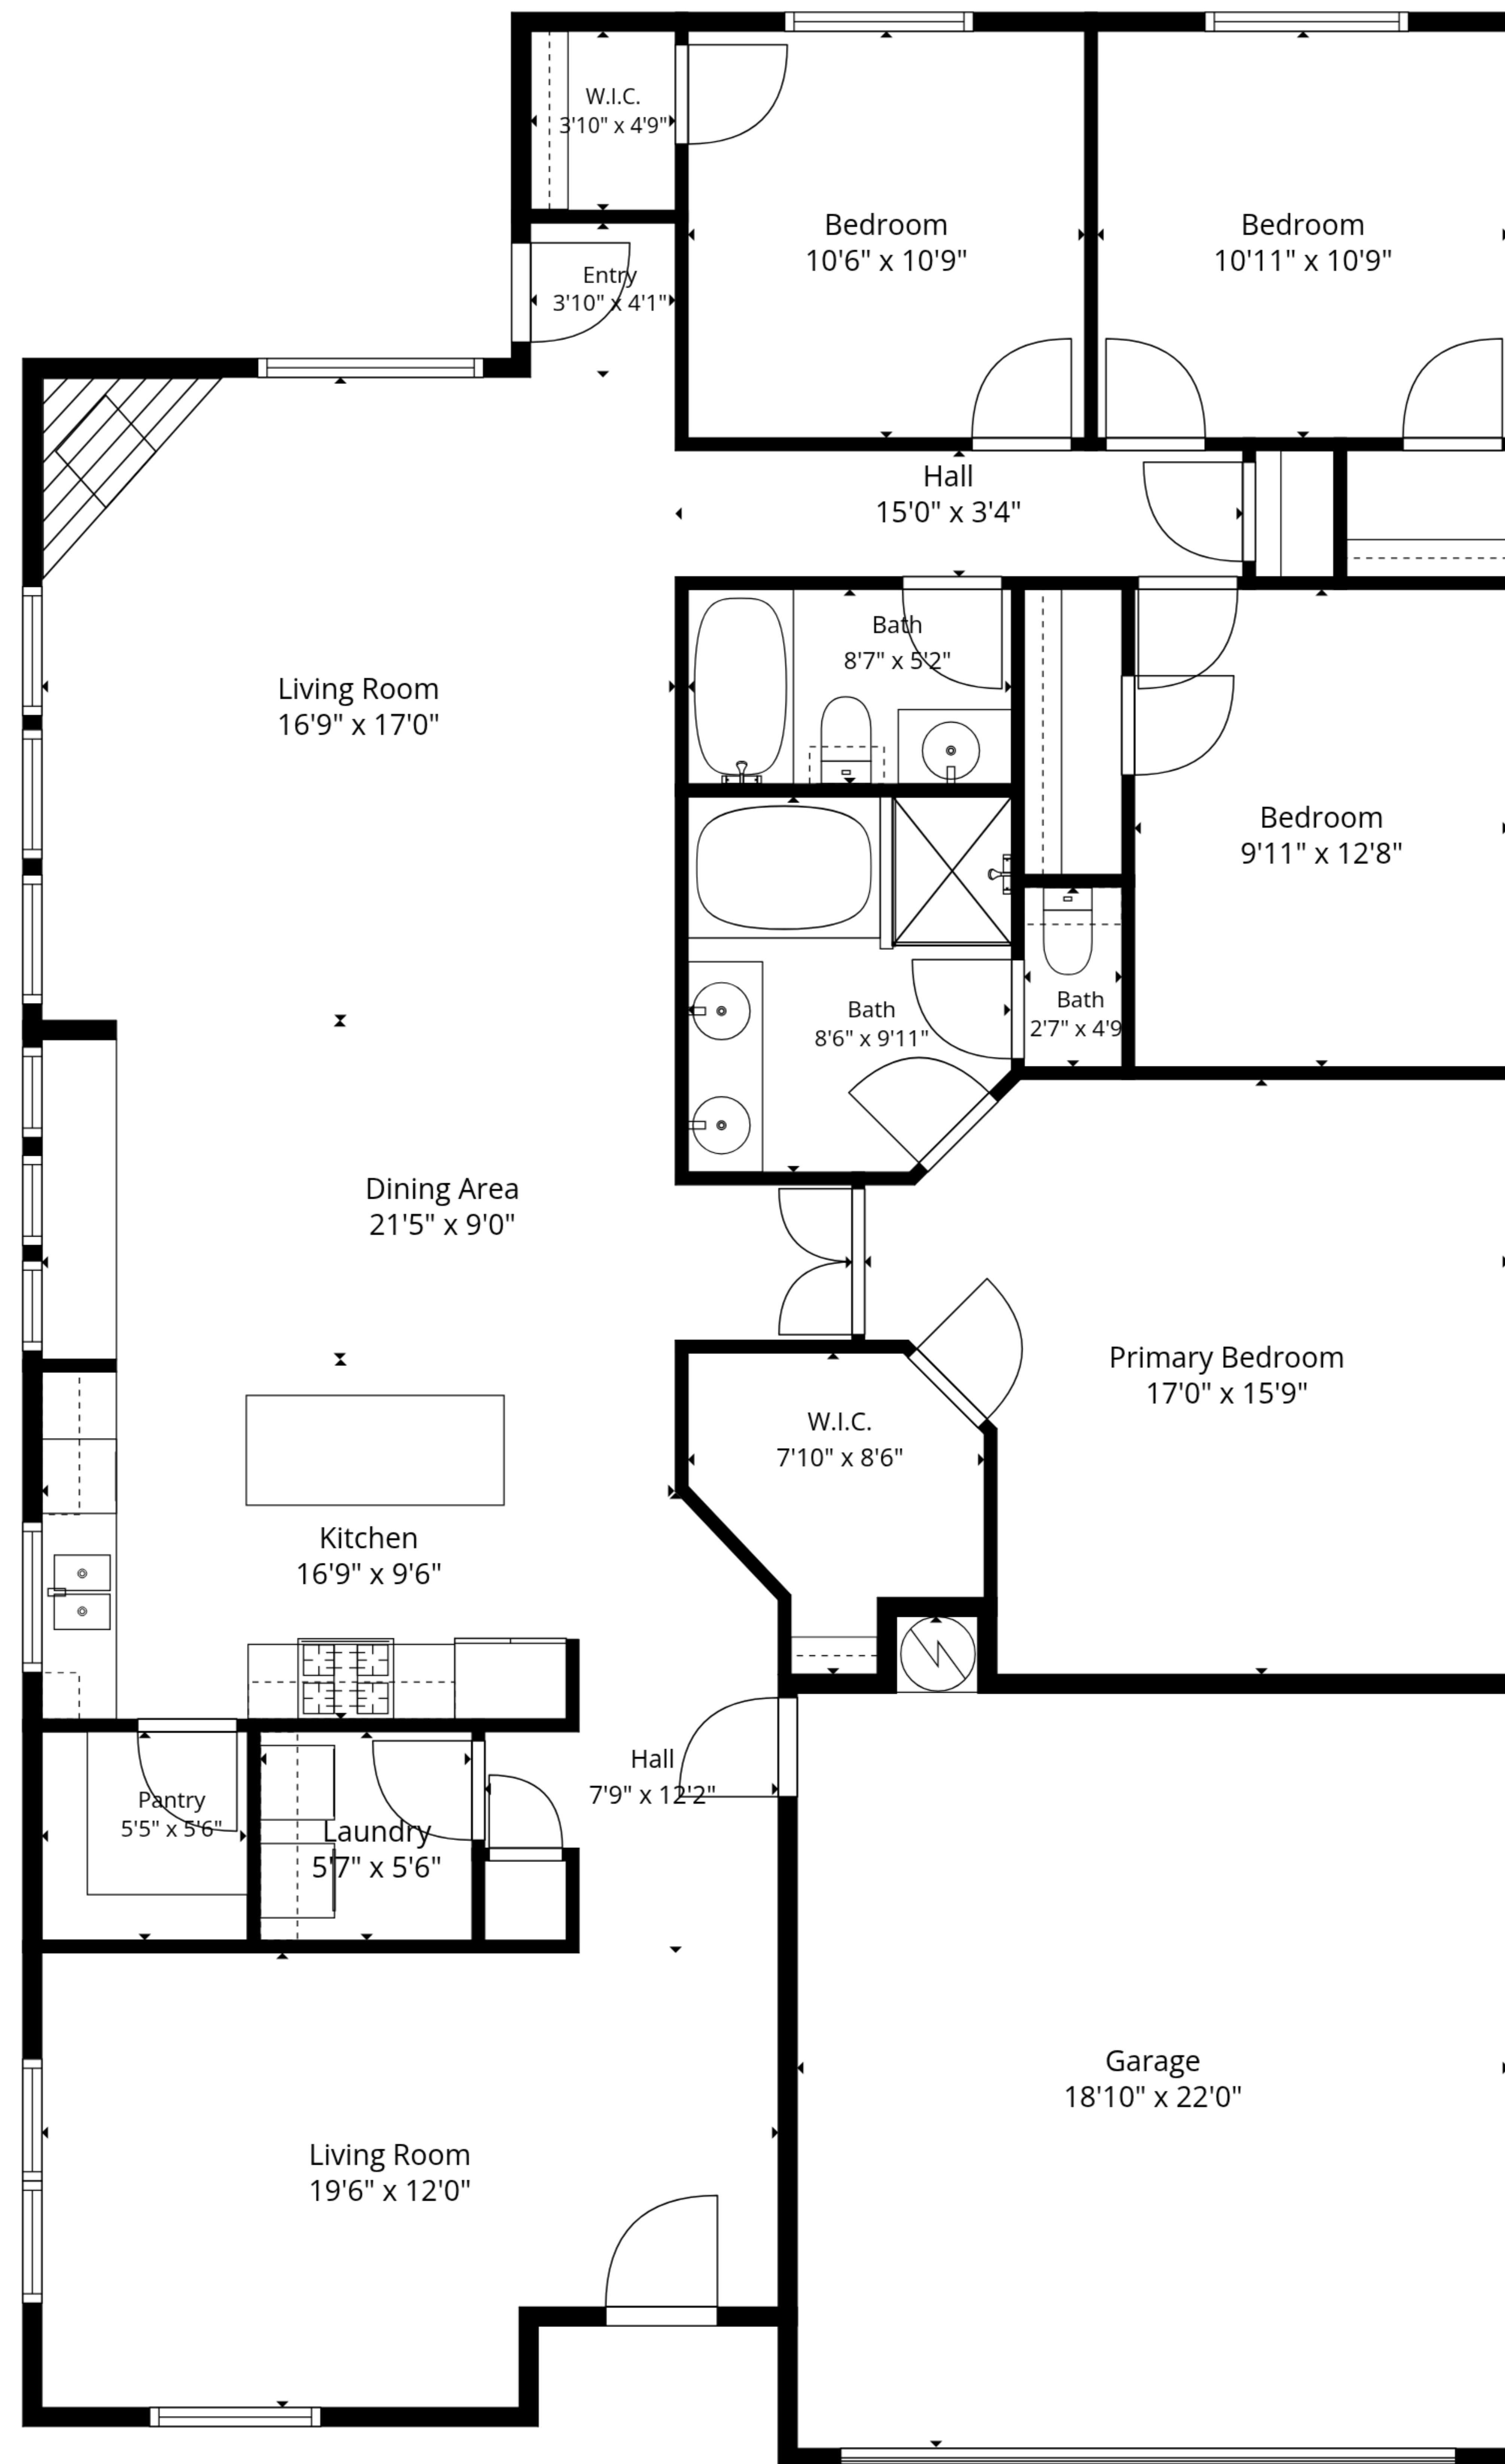 W.I.C.
3'10" x 4'9"
Bedroom
10'6" x 10'9"
Bedroom
10'11" x 10'9"
Entry
3'10" x 4'1"
Hall
15'0" x 3'4"
Bath
8'7" x 5'2"
Living Room
16'9" x 17'0"
Bedroom
9'11" x 12'8"
Bath
8'6" x 9'11"
Bath
2'7" x 4'9
Dining Area
21'5" x 9'0"
Primary Bedroom
17'0" x 15'9"
W.I.C.
7'10" x 8'6"
Kitchen
16'9" x 9'6"
Hall
7'9" x 12'2"
Pantry
5'5" x 5'6"
Laundry
5'7" x 5'6"
Garage
18'10" x 22'0"
Living Room
19'6" x 12'0"